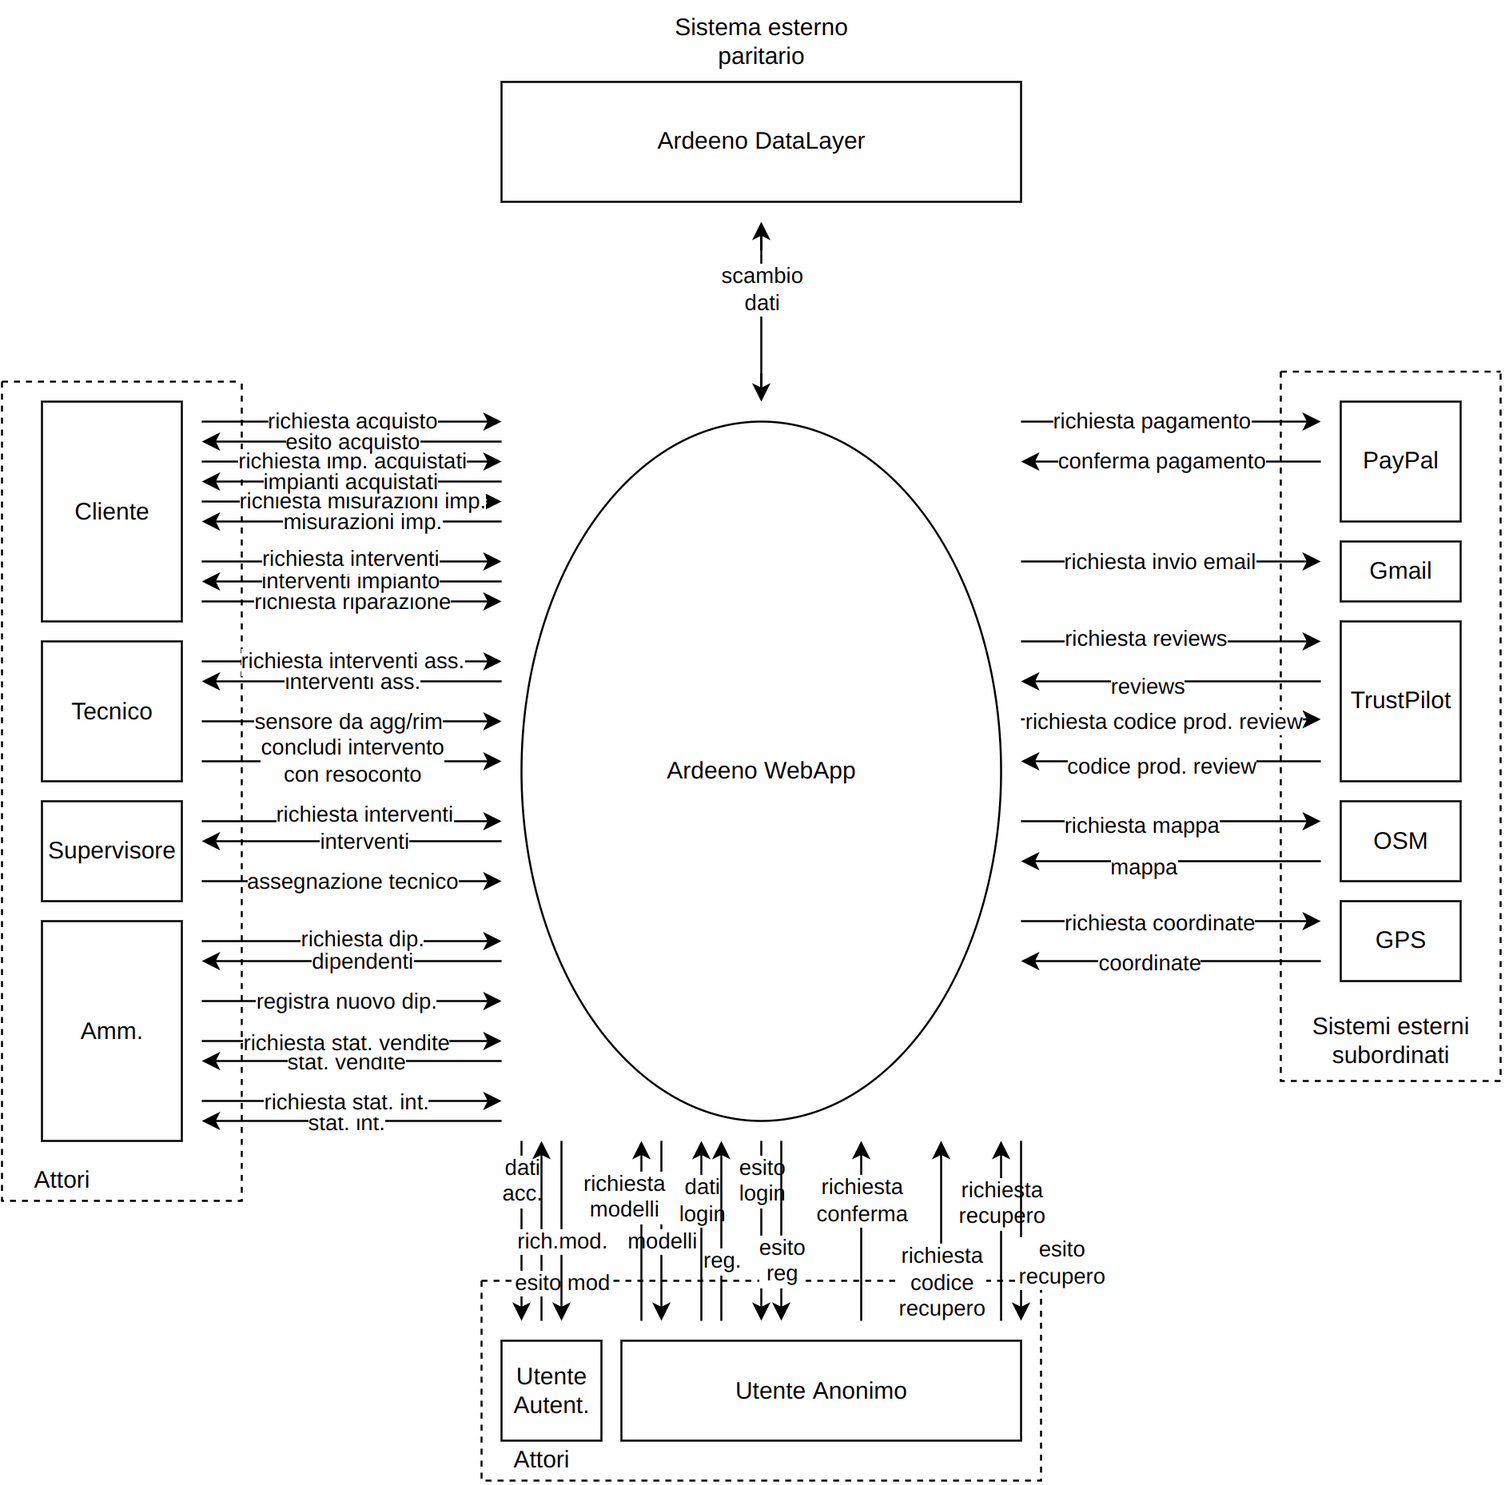 Sistema esterno
paritario
Ardeeno DataLayer
scambio
dati
Cliente
richiesta acquisto
esito acquisto
richiesta imp. acquistati
impianti acquistati
richiesta misurazioni imp.
misurazioni imp.
richiesta interventi
interventi impianto
richiesta riparazione
Tecnico
richiesta interventi ass.
interventi ass.
sensore da agg/rim
concludi intervento
con resoconto
Supervisore
richiesta interventi
interventi
assegnazione tecnico
Amm.
richiesta dip.
dipendenti
registra nuovo dip.
richiesta stat. vendite
stat. vendite
richiesta stat. int.
stat. int.
Attori
Ardeeno WebApp
richiesta pagamento
conferma pagamento
PayPal
richiesta invio email
Gmail
richiesta reviews
reviews
richiesta codice prod. review
codice prod. review
TrustPilot
richiesta mappa
mappa
OSM
richiesta coordinate
coordinate
GPS
Sistemi esterni
subordinati
dati
acc.
rich.mod.
esito mod
richiesta
modelli
modelli
dati
login
reg.
esito
login
esito
reg
richiesta
conferma
richiesta
codice
recupero
richiesta
recupero
esito
recupero
Utente
Autent.
Utente Anonimo
Attori